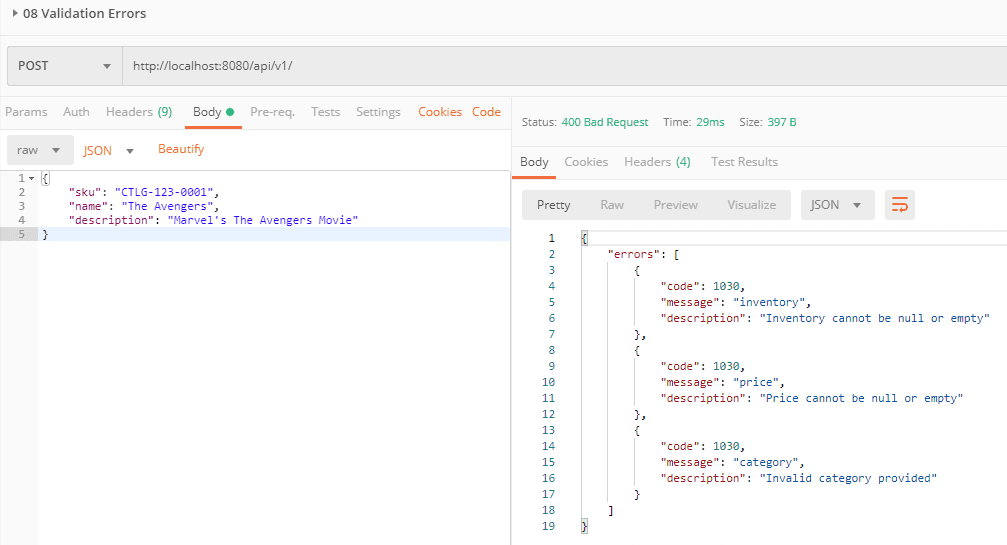 08 Validation Errors
POST http://localhost:8080/api/v1/
Params Auth Headers (9) Body Pre-req. Tests Settings Cookies Code
raw JSON Beautify
1 {
2 "sku": "CTLG-123-0001",
3 "name": "The Avengers",
4 "description": "Marvel's The Avengers Movie"
5 }
Status: 400 Bad Request Time: 29ms Size: 397 B
Body Cookies Headers (4) Test Results
Pretty Raw Preview Visualize JSON
1 {
2 "errors": [
3 {
4 "code": 1030,
5 "message": "inventory",
6 "description": "Inventory cannot be null or empty"
7 },
8 {
9 "code": 1030,
10 "message": "price",
11 "description": "Price cannot be null or empty"
12 },
13 {
14 "code": 1030,
15 "message": "category",
16 "description": "Invalid category provided"
17 }
18 ]
19 }